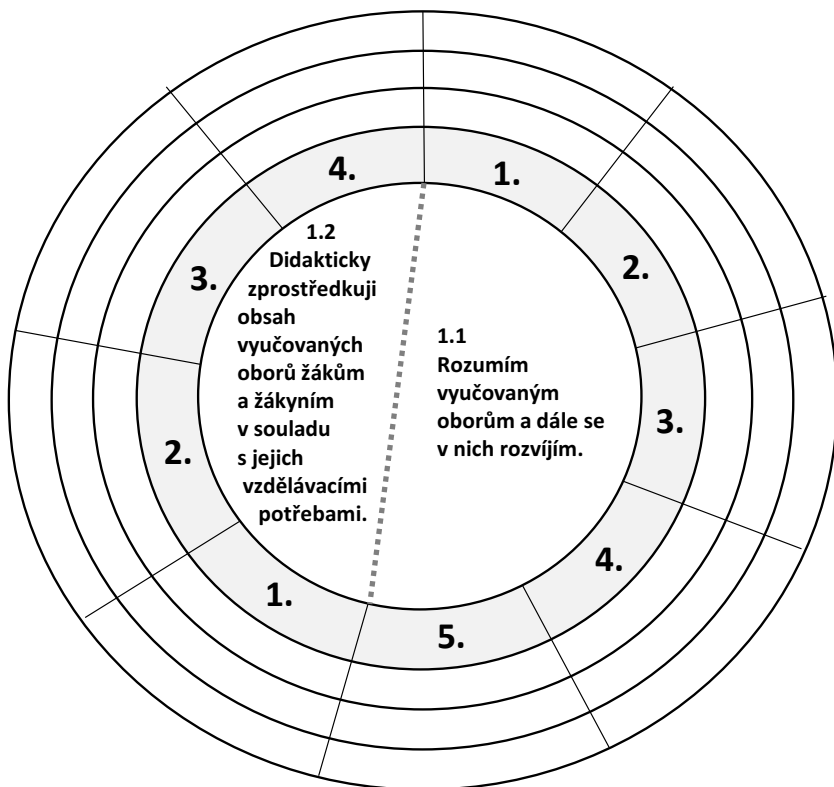 4.
1.
3.
2.
1.2
Didakticky
zprostředkuji
obsah
vyučovaných
oborů žákům
a žákyním
v souladu
s jejich
vzdělávacími
potřebami.
1.1
Rozumím
vyučovaným
oborům a dále se
v nich rozvíjím.
2.
3.
1.
4.
5.